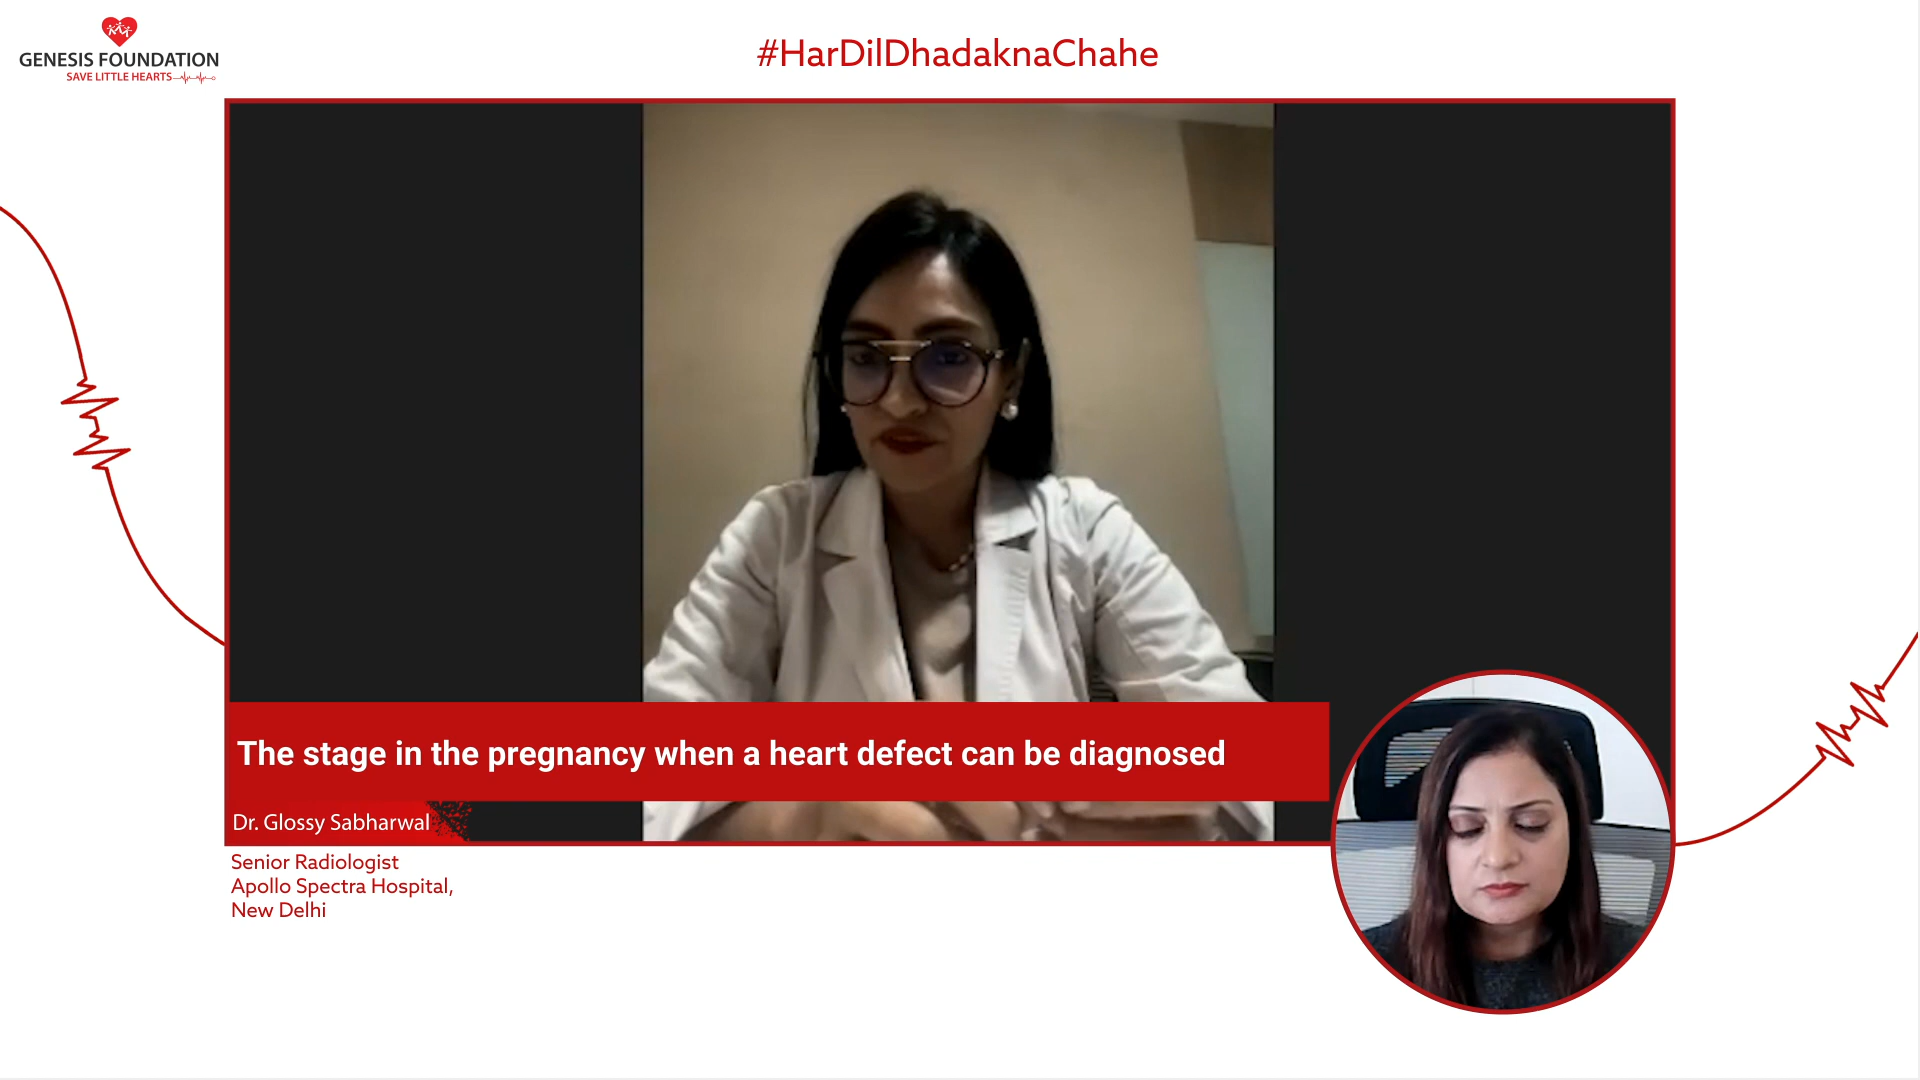 GENESIS FOUNDATION
SAVE LITTLE HEARTS
#HarDilDhadaknaChahe
The stage in the pregnancy when a heart defect can be diagnosed
Dr. Glossy Sabharwal
Senior Radiologist
Apollo Spectra Hospital,
New Delhi